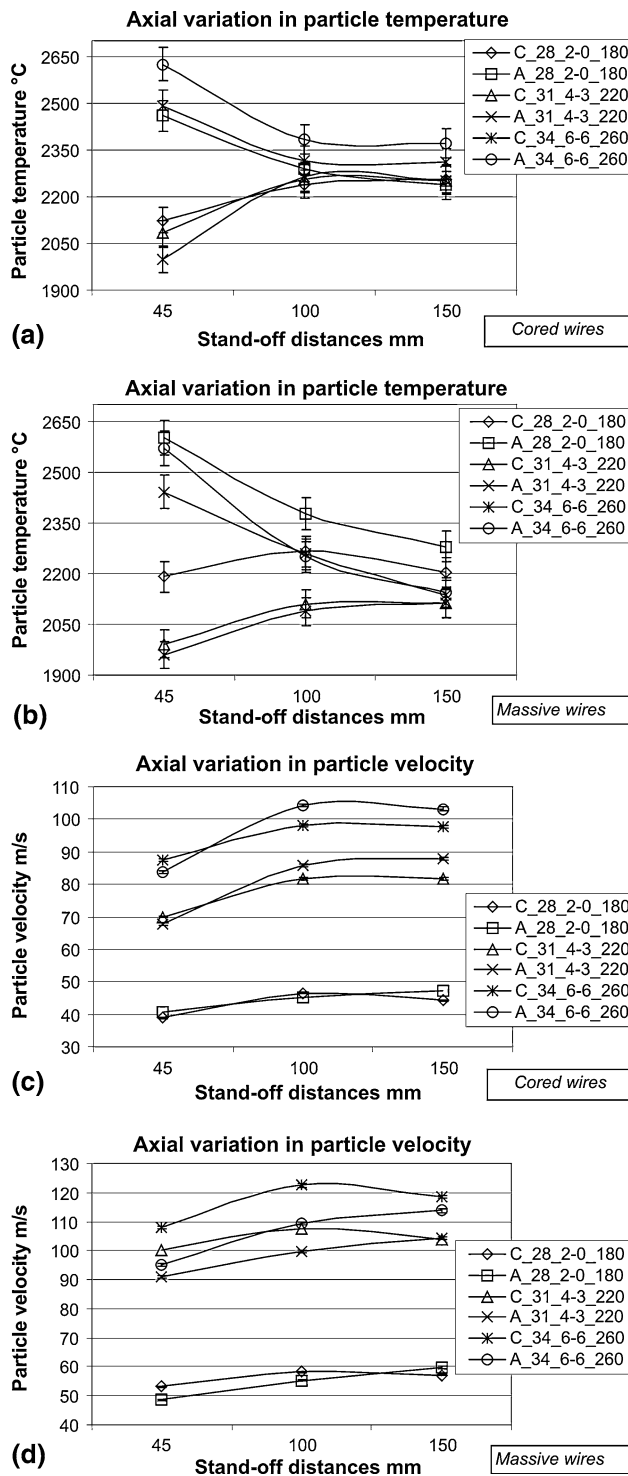 Axial variation in particle temperature
Particle temperature °C
2650
2500
2350
2200
2050
1900
45 100 150
Stand-off distances mm
C_28_2-0_180
A_28_2-0_180
C_31_4-3_220
A_31_4-3_220
C_34_6-6_260
A_34_6-6_260
(a)
Cored wires
Axial variation in particle temperature
Particle temperature °C
2650
2500
2350
2200
2050
1900
45 100 150
Stand-off distances mm
C_28_2-0_180
A_28_2-0_180
C_31_4-3_220
A_31_4-3_220
C_34_6-6_260
A_34_6-6_260
(b)
Massive wires
Axial variation in particle velocity
Particle velocity m/s
110
100
90
80
70
60
50
40
30
45 100 150
Stand-off distances mm
C_28_2-0_180
A_28_2-0_180
C_31_4-3_220
A_31_4-3_220
C_34_6-6_260
A_34_6-6_260
(c)
Cored wires
Axial variation in particle velocity
Particle velocity m/s
130
120
110
100
90
80
70
60
50
40
45 100 150
Stand-off distances mm
C_28_2-0_180
A_28_2-0_180
C_31_4-3_220
A_31_4-3_220
C_34_6-6_260
A_34_6-6_260
(d)
Massive wires